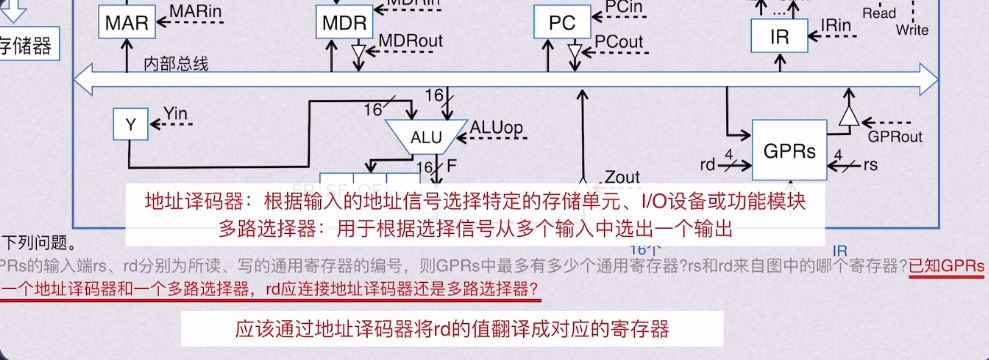 MAR
MARin
MDR
MDRin
PC
PCin
Read
Write
存储器
MDRout
PCout
IR
IRin
内部总线
16
16
Y
Yin
ALU
ALUop
GPRout
GPRs
rd
4
4
rs
16
F
Zout
地址译码器：根据输入的地址信号选择特定的存储单元、I/O设备或功能模块
多路选择器：用于根据选择信号从多个输入中选出一个输出
下列问题。
16个
IR
PRs的输入端rs、rd分别为所读、写的通用寄存器的编号，则GPRs中最多有多少个通用寄存器?rs和rd来自图中的哪个寄存器?已知GPRs
一个地址译码器和一个多路选择器，rd应连接地址译码器还是多路选择器?
应该通过地址译码器将rd的值翻译成对应的寄存器